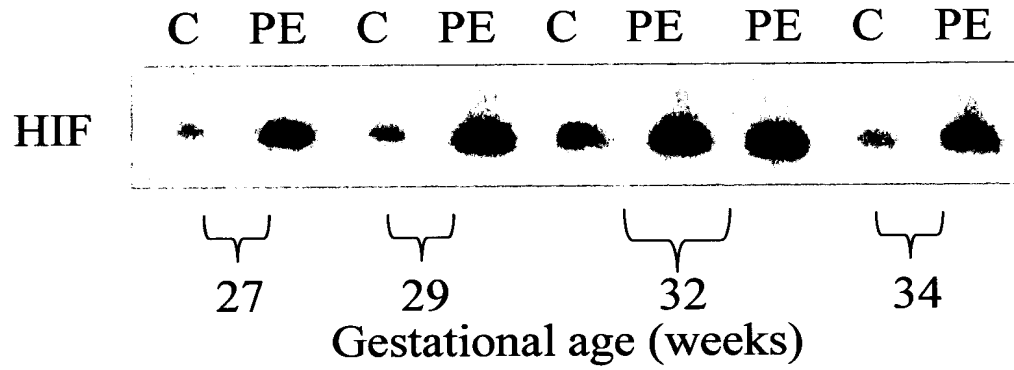 C PE C PE C PE PE C PE
HIF
27 29 32 34
Gestational age (weeks)